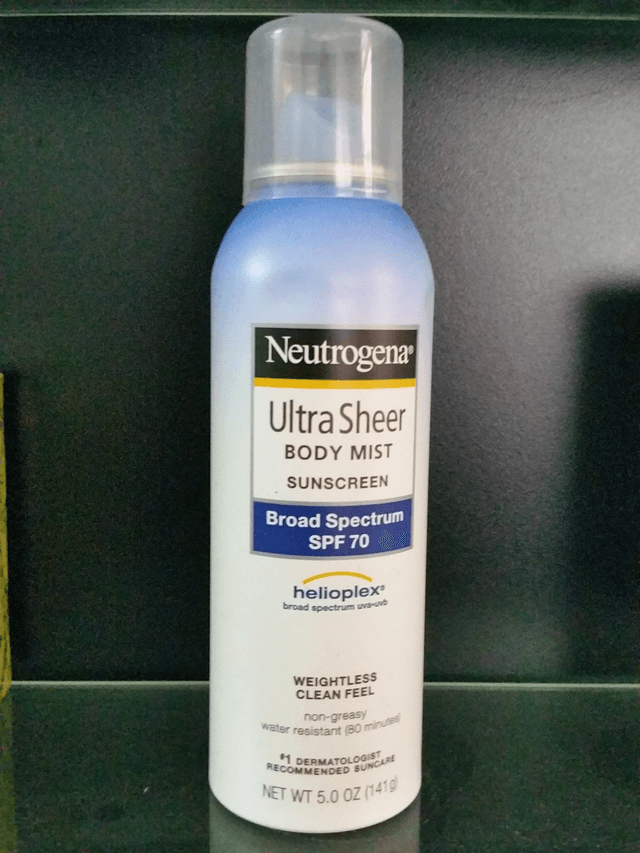 Neutrogena®
Ultra Sheer
BODY MIST
SUNSCREEN
Broad Spectrum
SPF 70
helioplex®
broad spectrum uva•uvb
WEIGHTLESS
CLEAN FEEL
non-greasy
water resistant (80 minutes)
#1 DERMATOLOGIST
RECOMMENDED SUNCARE
NET WT 5.0 OZ (141g)